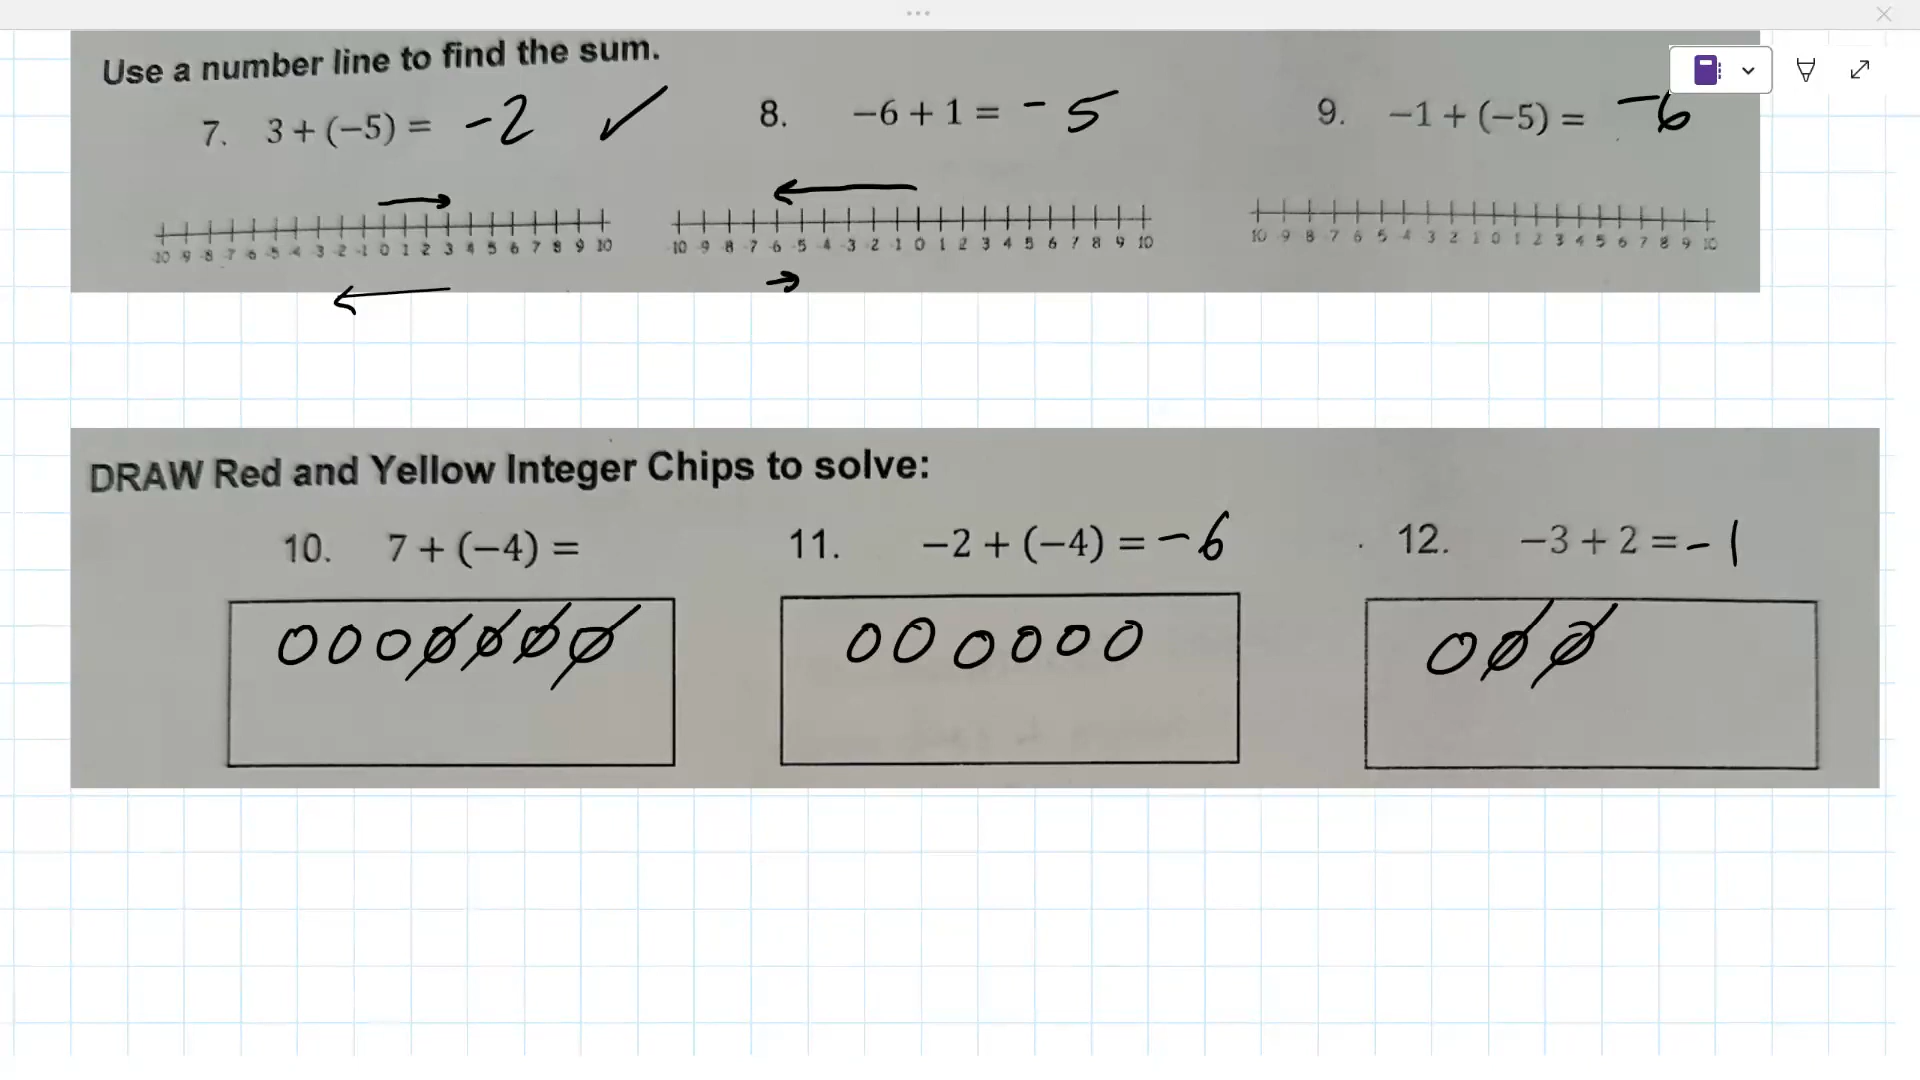 Use a number line to find the sum.
7. 3 + (−5) = -2 ✓ 8. −6 + 1 = -5 9. −1 + (−5) = -6
-10 -9 -8 -7 -6 -5 -4 -3 -2 -1 0 1 2 3 4 5 6 7 8 9 10 -10 -9 -8 -7 -6 -5 -4 -3 -2 -1 0 1 2 3 4 5 6 7 8 9 10 10 9 8 7 6 5 4 3 2 1 0 1 2 3 4 5 6 7 8 9 10
DRAW Red and Yellow Integer Chips to solve:
10. 7 + (−4) = 11. −2 + (−4) = -6 12. −3 + 2 = -1